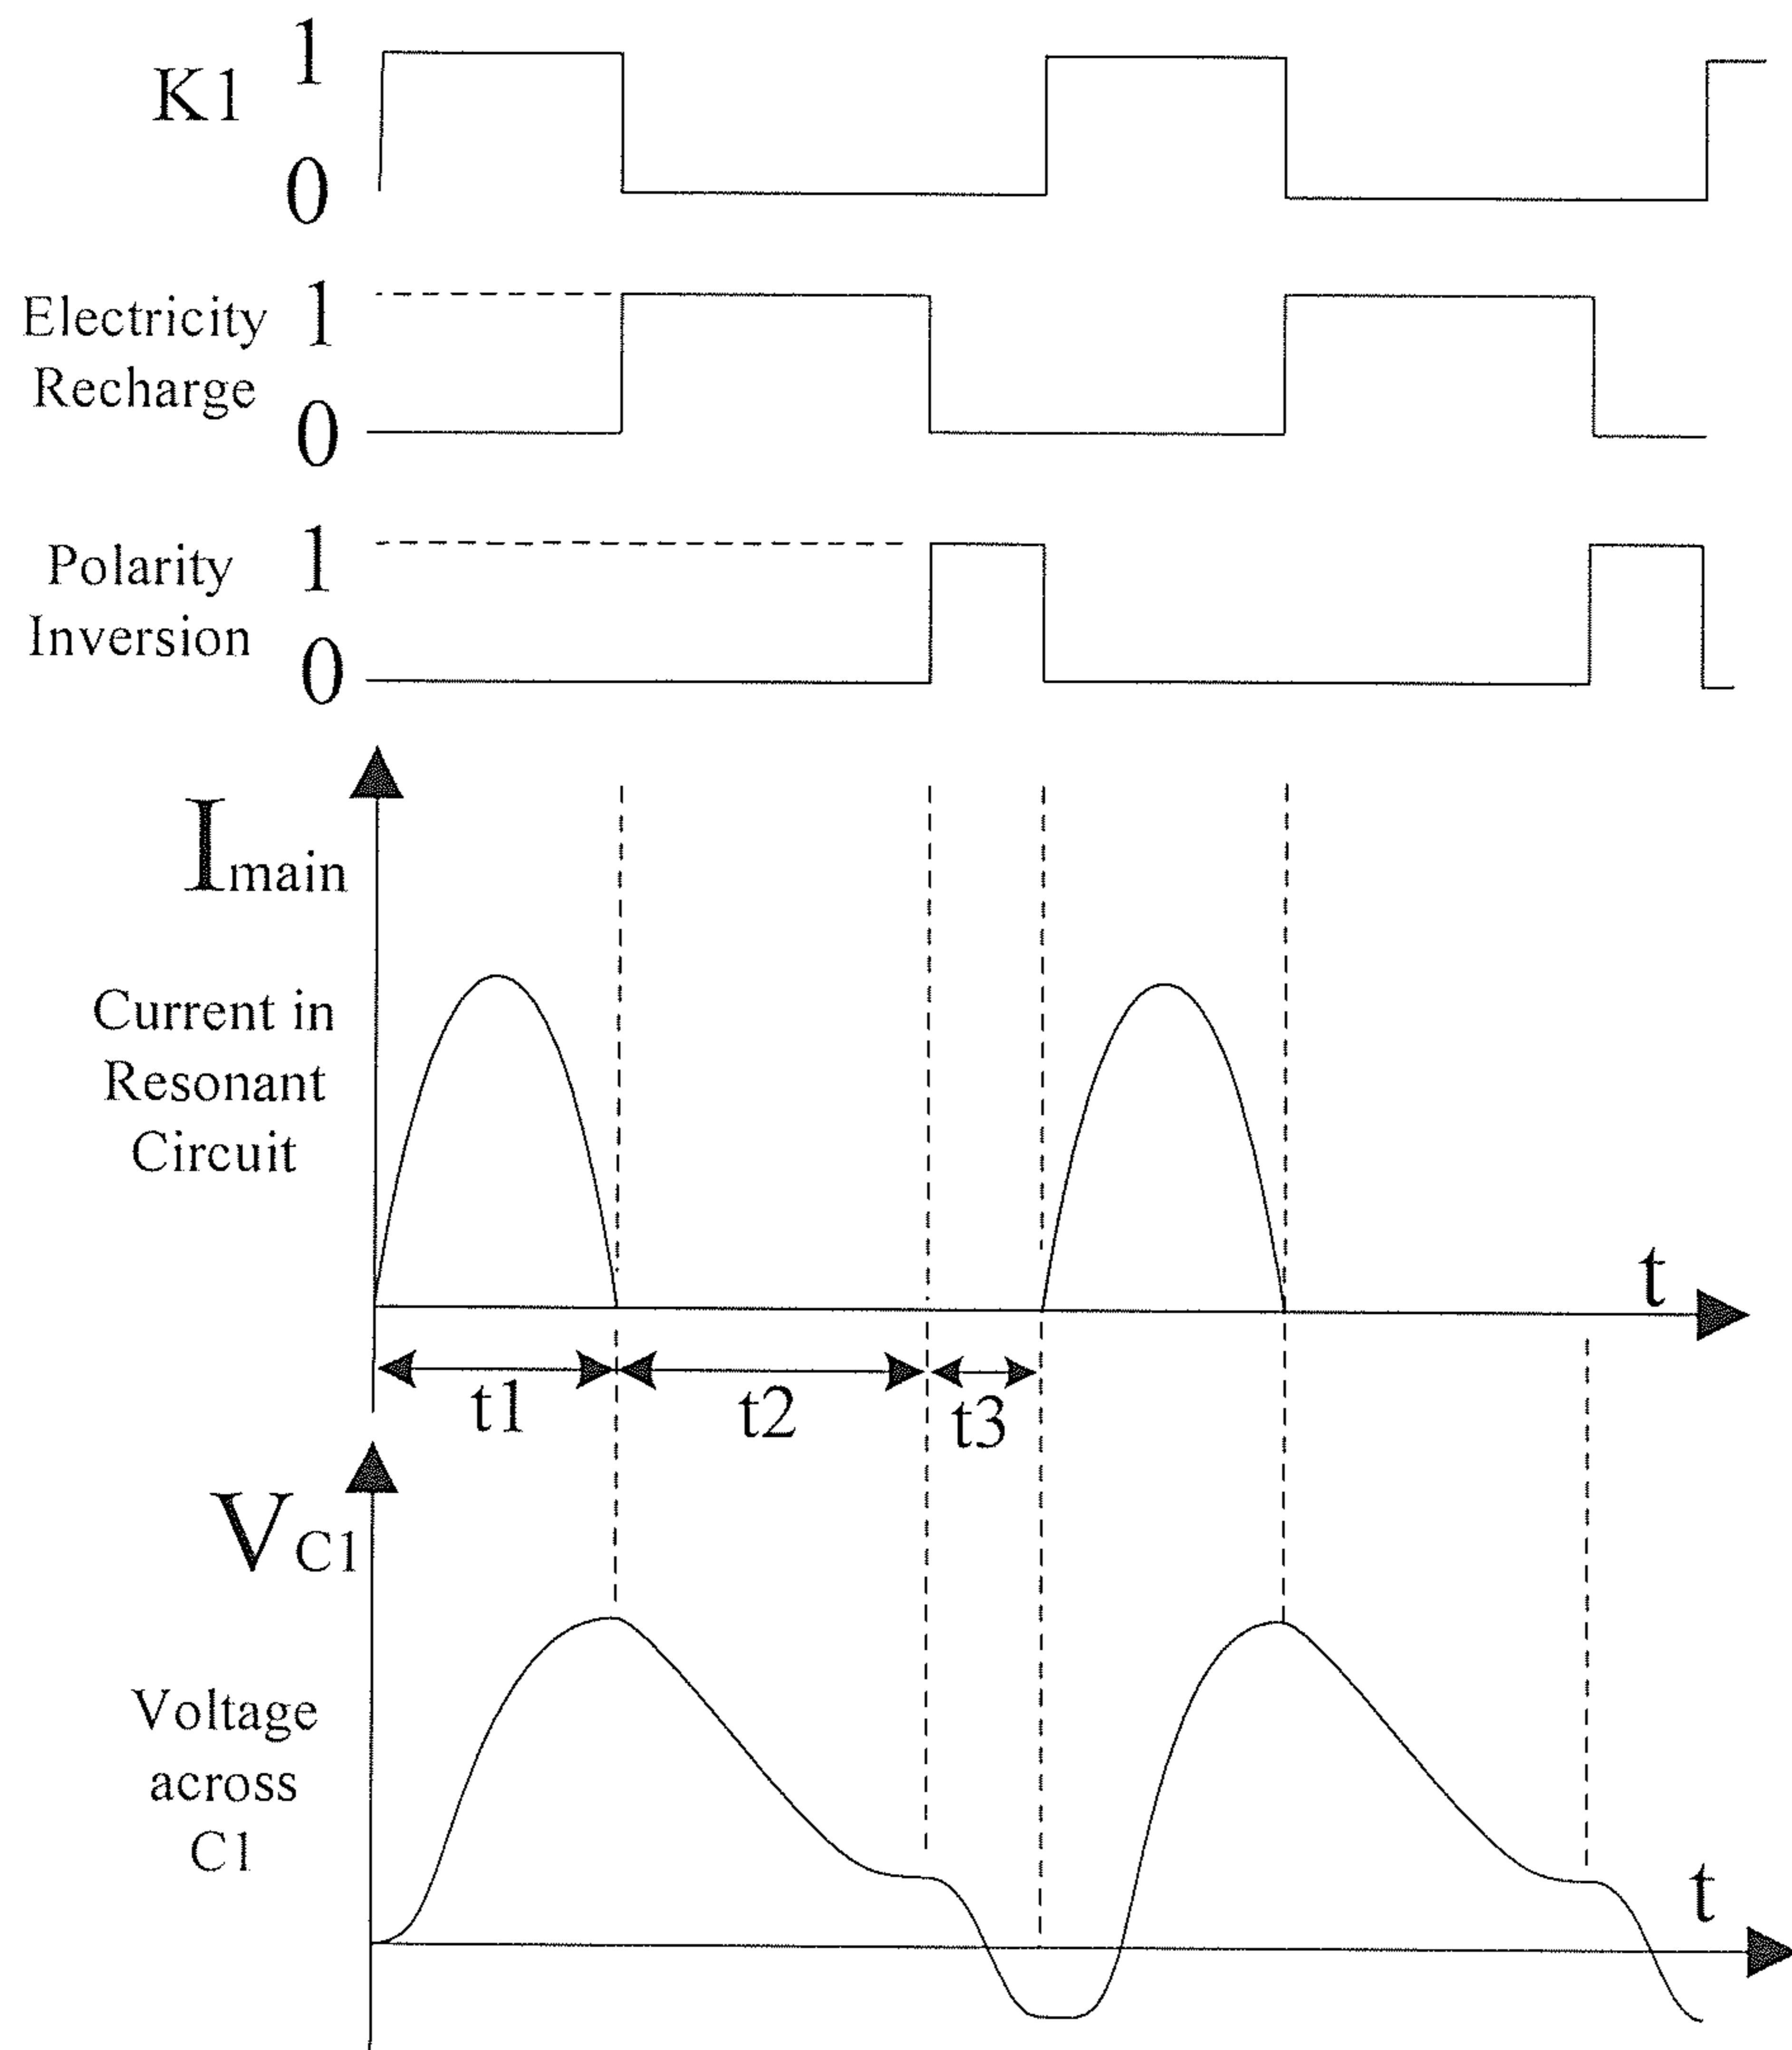 1
K1
0
Electricity
Recharge
1
0
Polarity
Inversion
1
0
Imain
Current in
Resonant
Circuit
t
t1
t2
t3
VC1
Voltage
across
C1
t